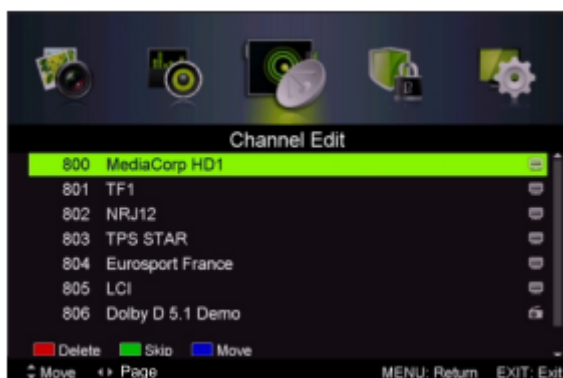 Channel Edit
800 MediaCorp HD1
801 TF1
802 NRJ12
803 TPS STAR
804 Eurosport France
805 LCI
806 Dolby D 5.1 Demo
Delete Skip Move
Move Page MENU: Return EXIT: Exit